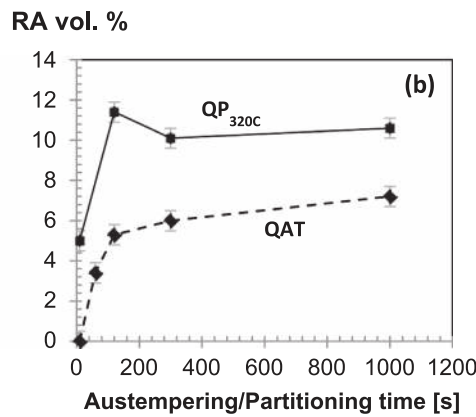 RA vol. %
14
(b)
12
QP320C
10
8
6
QAT
4
2
0
0 200 400 600 800 1000 1200
Austempering/Partitioning time [s]